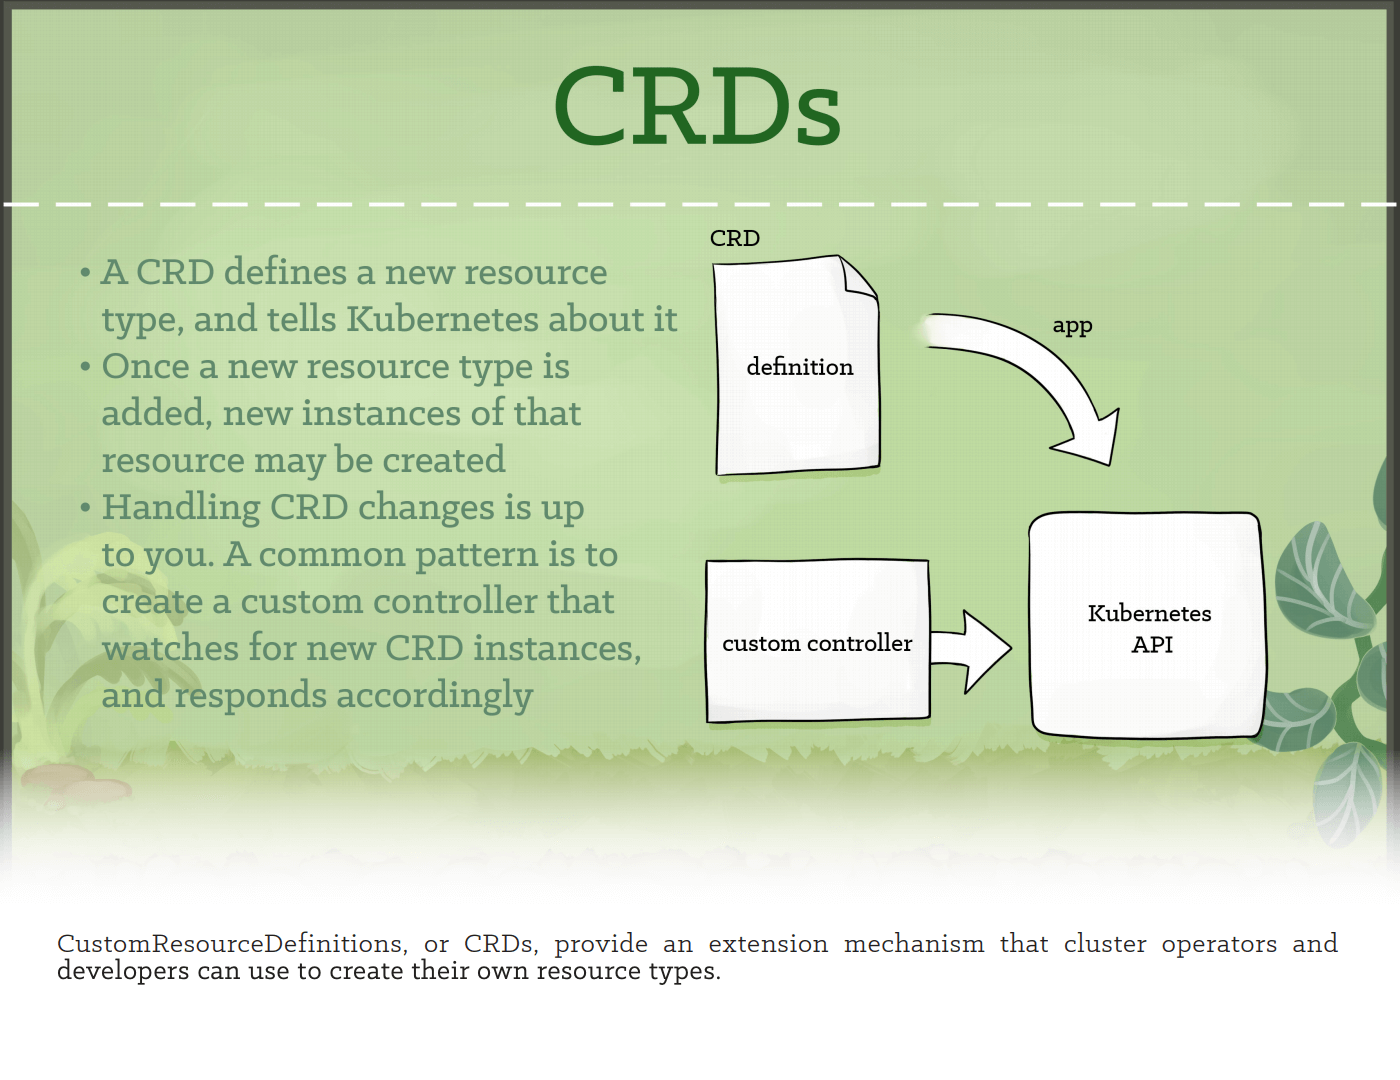 CRDs
• A CRD defines a new resource
type, and tells Kubernetes about it
• Once a new resource type is
added, new instances of that
resource may be created
• Handling CRD changes is up
to you. A common pattern is to
create a custom controller that
watches for new CRD instances,
and responds accordingly
CRD
definition
app
custom controller
Kubernetes
API
CustomResourceDefinitions, or CRDs, provide an extension mechanism that cluster operators and
developers can use to create their own resource types.